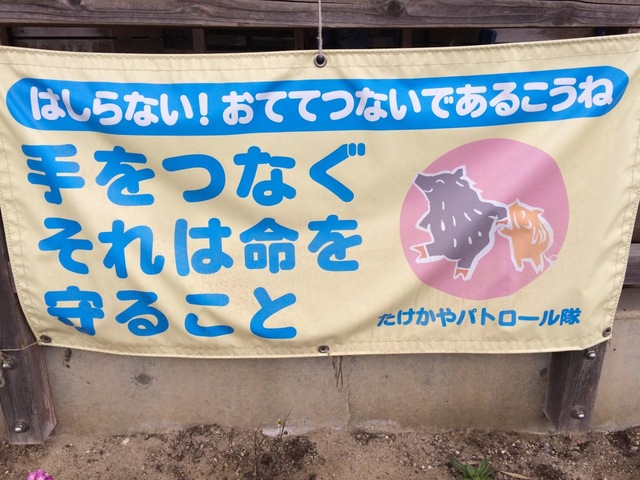 はしらない！おててつないであるこうね
手をつなぐ
それは命を
守ること
たけかやパトロール隊